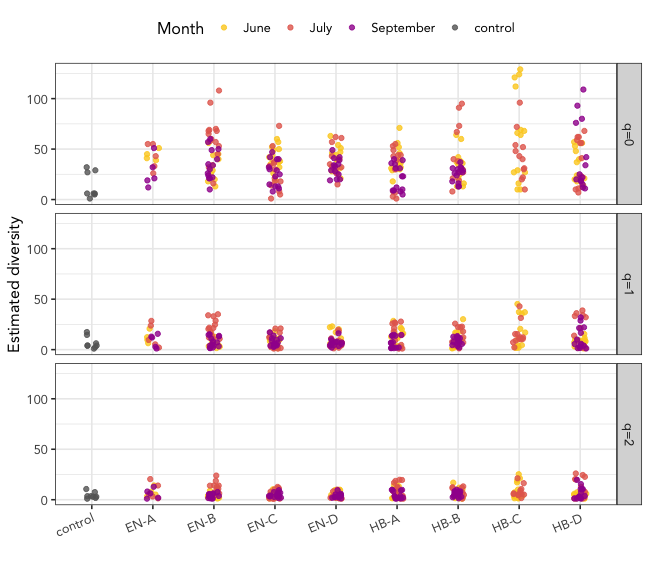 Month June July September control
Estimated diversity
100
50
0
q=0
100
50
0
q=1
100
50
0
q=2
control EN-A EN-B EN-C EN-D HB-A HB-B HB-C HB-D